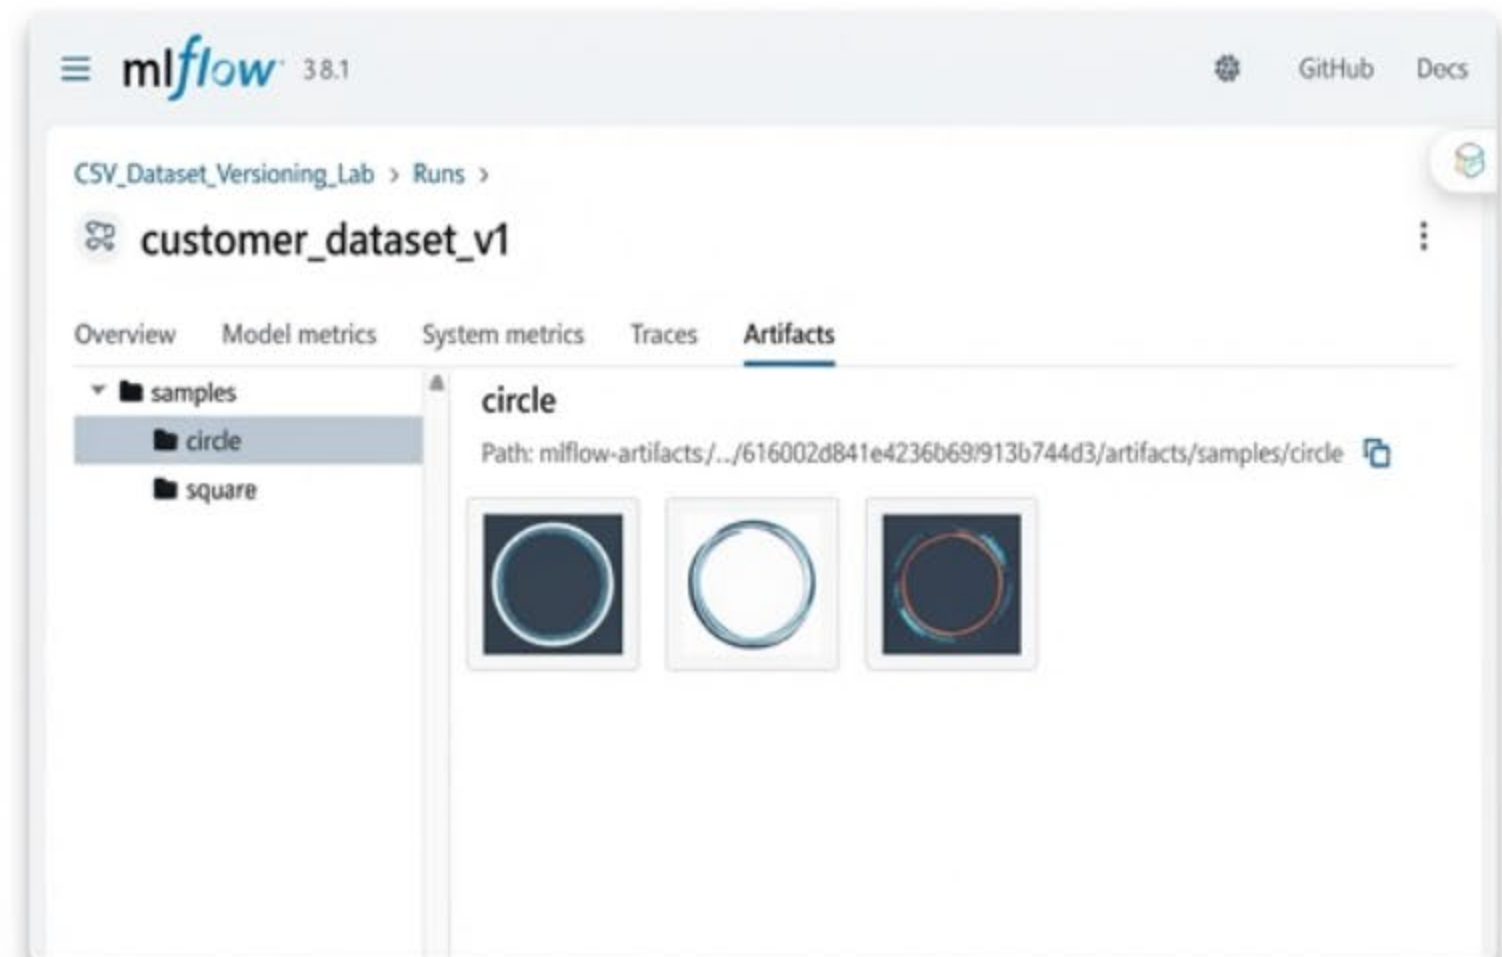 mlflow 3.8.1
GitHub Docs
CSV_Dataset_Versioning_Lab > Runs >
customer_dataset_v1
Overview Model metrics System metrics Traces Artifacts
samples
circle
square
circle
Path: mlflow-artifacts/../ /artifacts/samples/circle